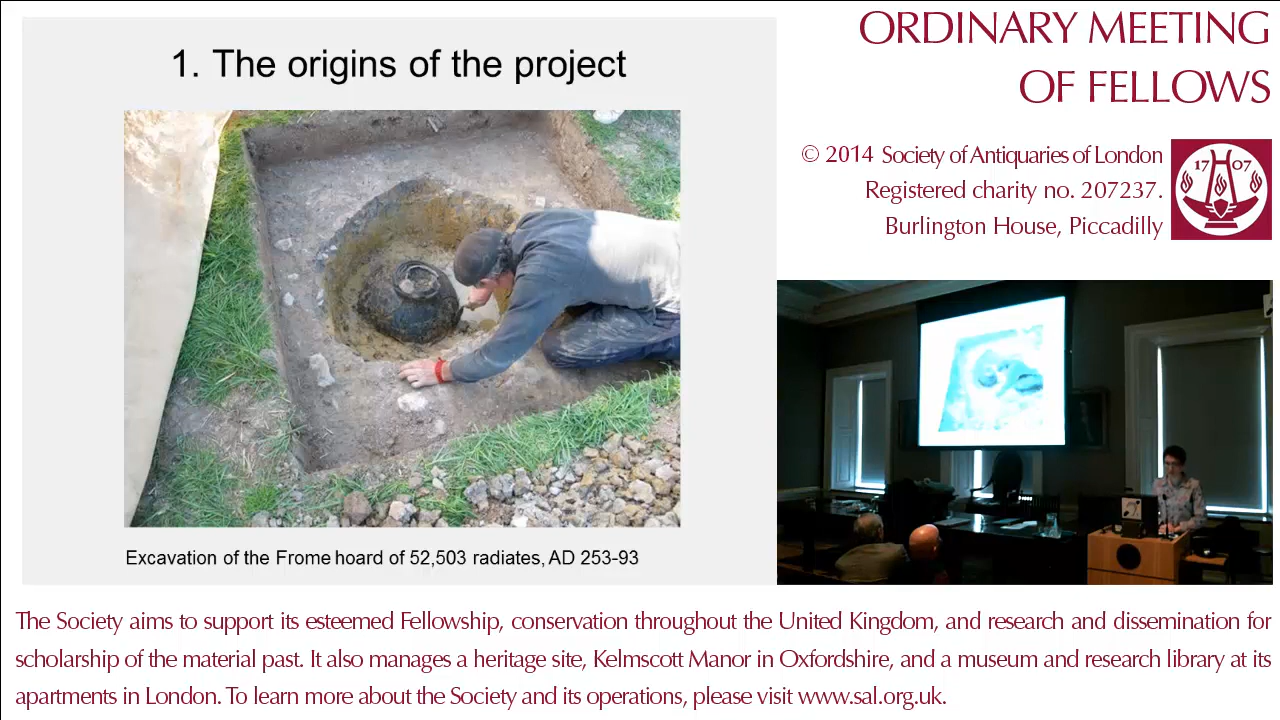 1. The origins of the project
Excavation of the Frome hoard of 52,503 radiates, AD 253-93
ORDINARY MEETING
OF FELLOWS
© 2014 Society of Antiquaries of London
Registered charity no. 207237.
Burlington House, Piccadilly
17 07
The Society aims to support its esteemed Fellowship, conservation throughout the United Kingdom, and research and dissemination for
scholarship of the material past. It also manages a heritage site, Kelmscott Manor in Oxfordshire, and a museum and research library at its
apartments in London. To learn more about the Society and its operations, please visit www.sal.org.uk.